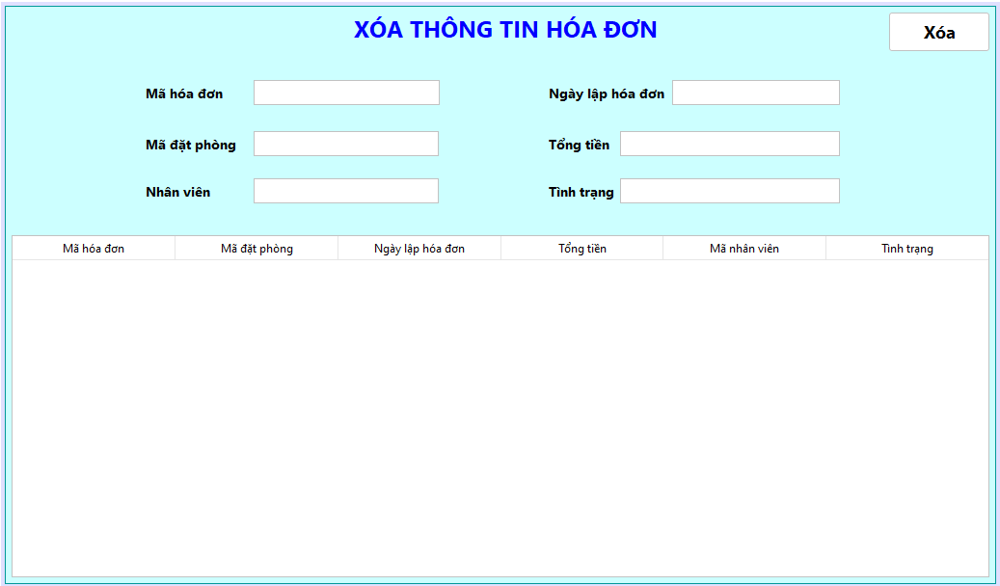 XÓA THÔNG TIN HÓA ĐƠN
Xóa
Mã hóa đơn
Ngày lập hóa đơn
Mã đặt phòng
Tổng tiền
Nhân viên
Tình trạng
Mã hóa đơn Mã đặt phòng Ngày lập hóa đơn Tổng tiền Mã nhân viên Tình trạng